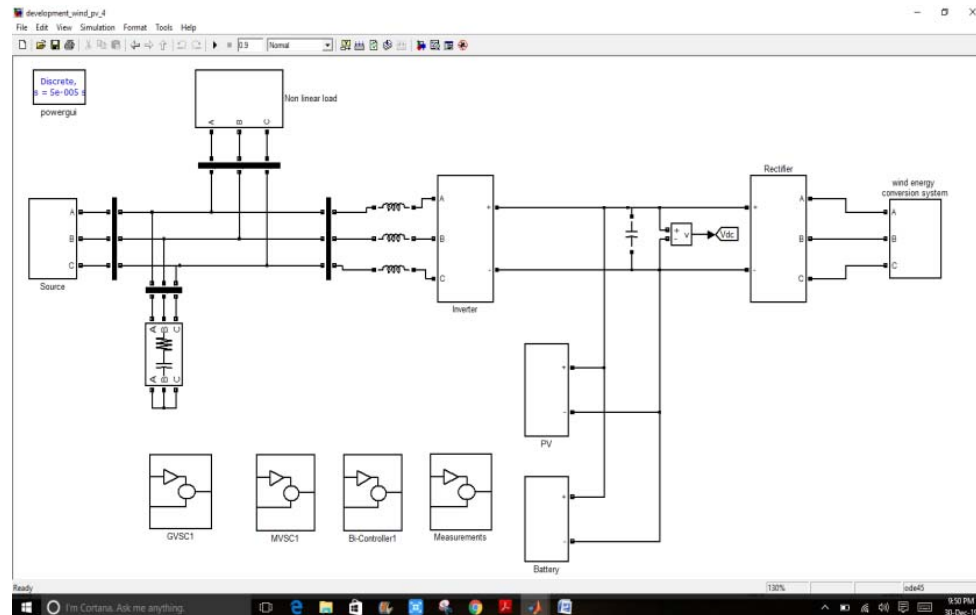 development_wind_pv_4
File Edit View Simulation Format Tools Help
0.9 Normal
Discrete,
s = 5e-005 s
powergui
Non linear load
A B C
Source
A
B
C
A B C
A B C
Inverter
A
B
C
+
-
Vdc
+
-
v
Rectifier
+
-
A
B
C
wind energy
conversion system
A
B
C
PV
+
-
Battery
+
-
GVSC1
MVSC1
Bi-Controller1
Measurements
Ready
130%
ode45
I'm Cortana. Ask me anything.
9:50 PM